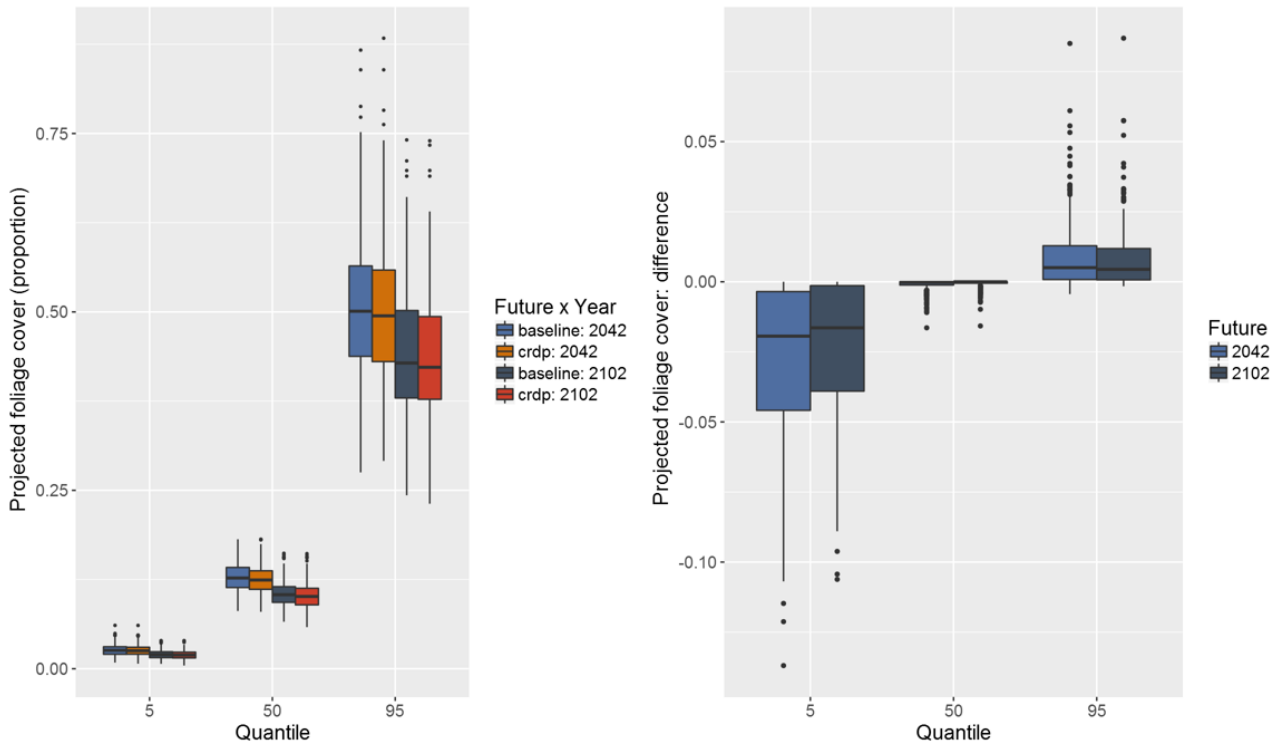 Projected foliage cover (proportion)
0.75
0.50
0.25
0.00
5
50
95
Quantile
Future x Year
baseline: 2042
crdp: 2042
baseline: 2102
crdp: 2102
Projected foliage cover: difference
0.05
0.00
-0.05
-0.10
5
50
95
Quantile
Future
2042
2102